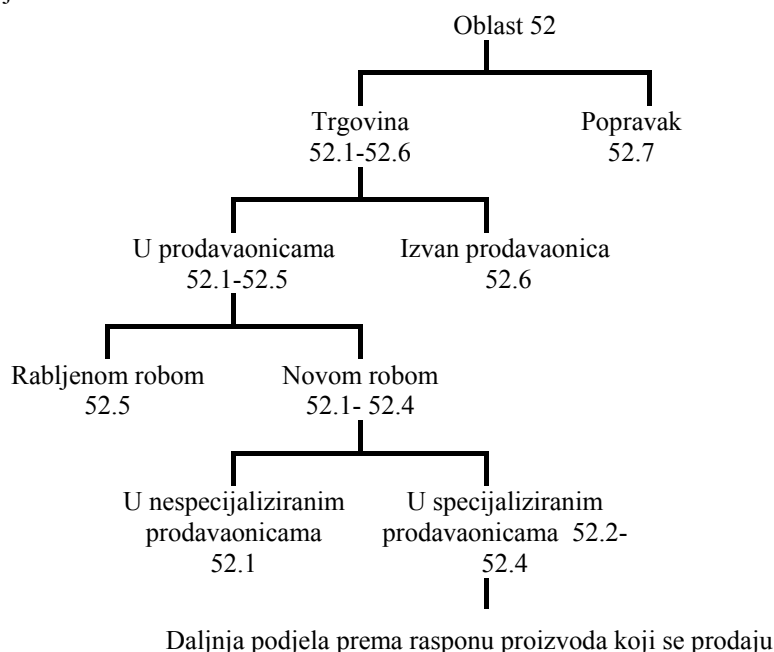 Oblast 52
Trgovina
52.1-52.6
Popravak
52.7
U prodavaonicama
52.1-52.5
Izvan prodavaonica
52.6
Rabljenom robom
52.5
Novom robom
52.1- 52.4
U nespecijaliziranim
prodavaonicama
52.1
U specijaliziranim
prodavaonicama 52.2-
52.4
Daljnja podjela prema rasponu proizvoda koji se prodaju